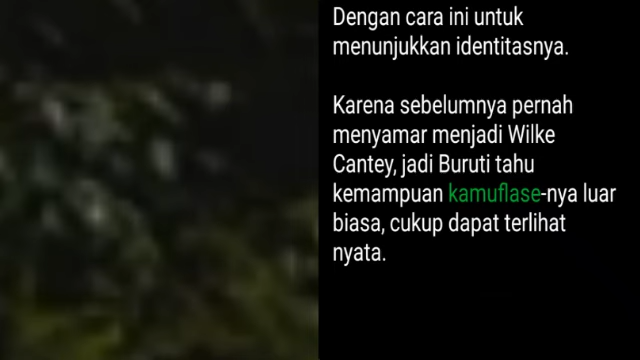 Dengan cara ini untuk
menunjukkan identitasnya.
Karena sebelumnya pernah
menyamar menjadi Wilke
Cantey, jadi Buruti tahu
kemampuan kamuflase-nya luar
biasa, cukup dapat terlihat
nyata.